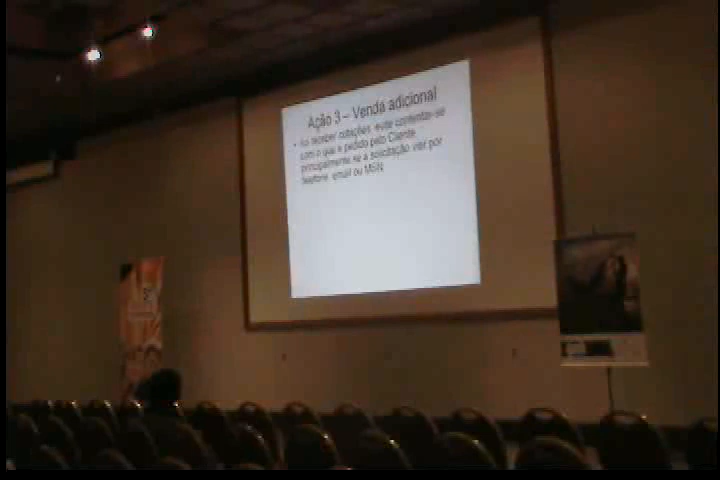 Ação 3 – Venda adicional
• Ao receber cotações, evite contentar-se
com o que é pedido pelo Cliente
principalmente se a solicitação vier por
telefone, email ou MSN